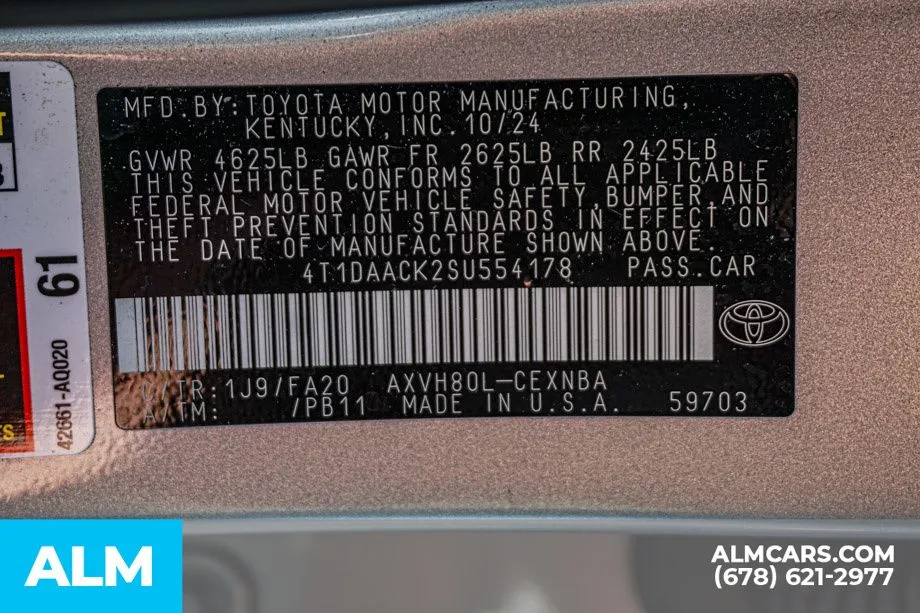 MFD. BY: TOYOTA MOTOR MANUFACTURING,
KENTUCKY, INC. 10/24
GVWR 4625LB GAWR FR 2625LB RR 2425LB
THIS VEHICLE CONFORMS TO ALL APPLICABLE
FEDERAL MOTOR VEHICLE SAFETY, BUMPER, AND
THEFT PREVENTION STANDARDS IN EFFECT ON
THE DATE OF MANUFACTURE SHOWN ABOVE.
4T1DAACK2SU554178 PASS. CAR
C/TR: 1J9/FA20 AXVH80L-CEXNBA
A/TM: /PB11 MADE IN U.S.A. 59703
61
42661-AQ020
ALM
ALMCARS.COM
(678) 621-2977